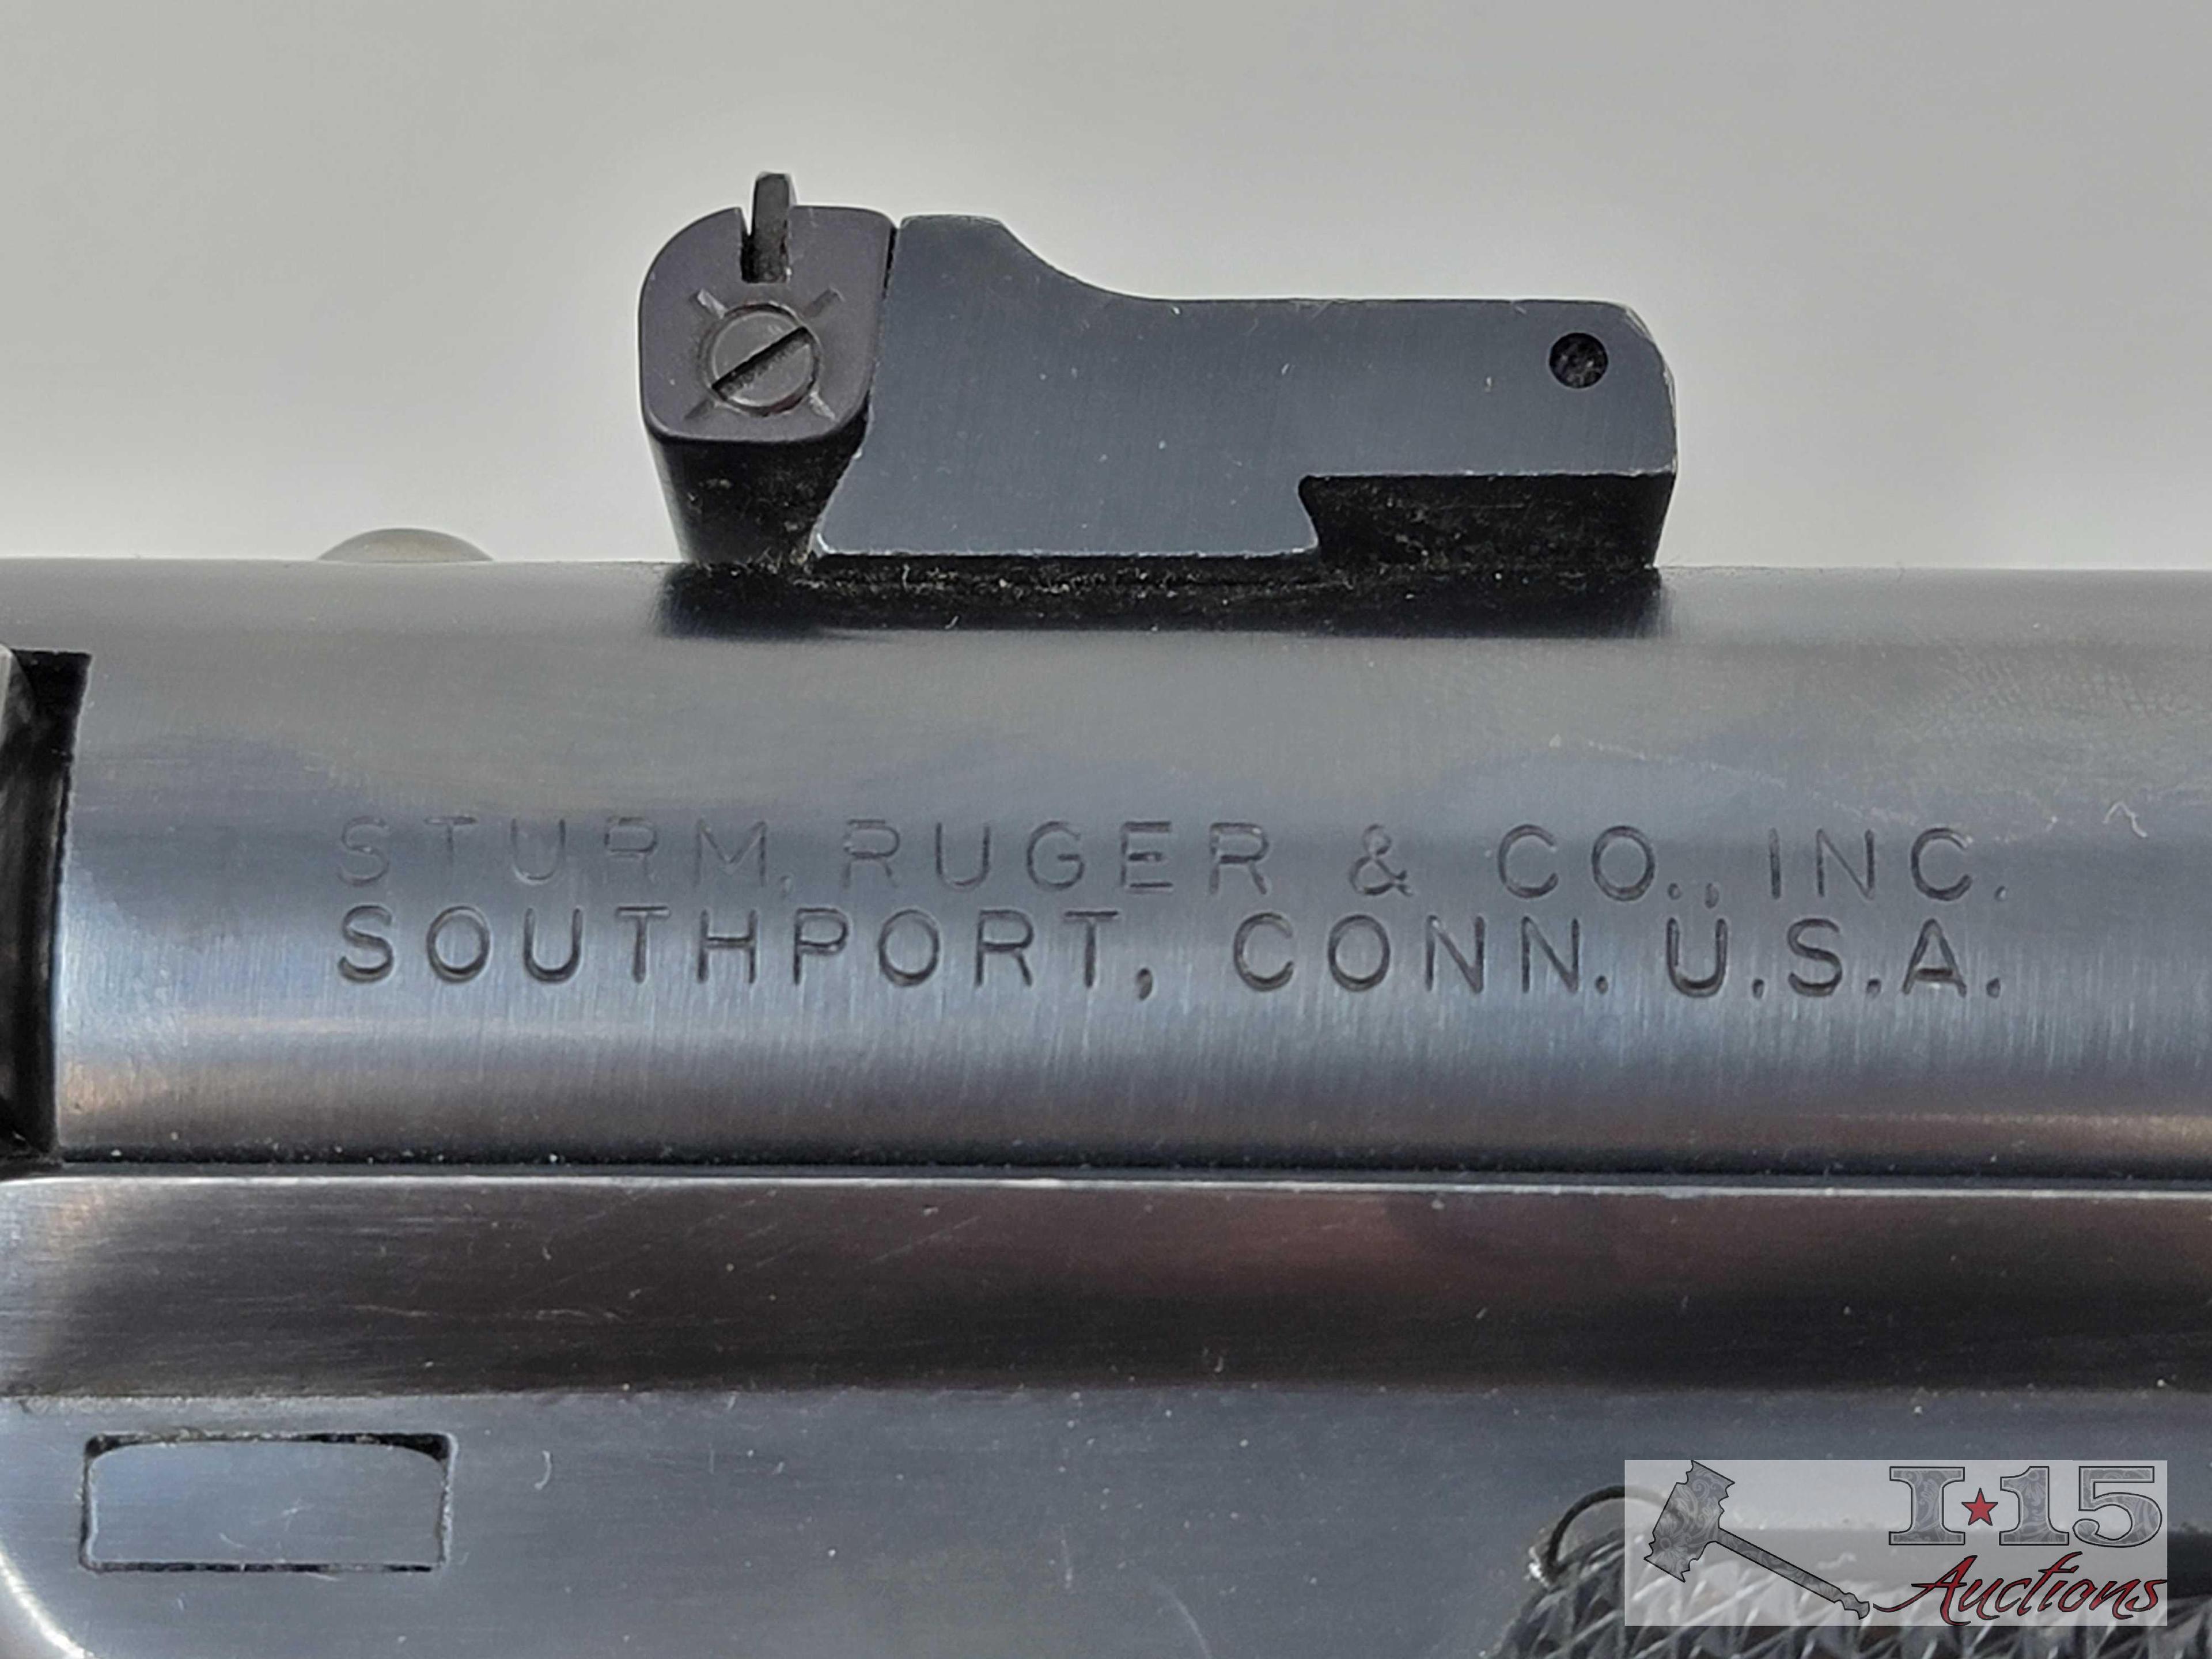 STURM, RUGER & CO., INC.
SOUTHPORT, CONN. U.S.A.
I★15
Auctions